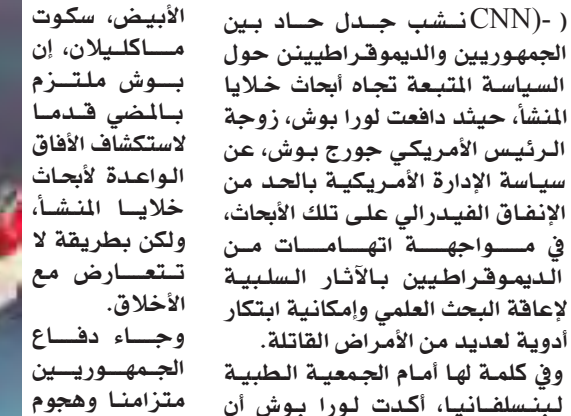 ( -(CNN نشب جدل حاد بين
الجمهوريين والديموقراطيينن حول
السياسة المتبعة تجاه أبحاث خلايا
المنشأ، حيثد دافعت لورا بوش، زوجة
الرئيس الأمريكي جورج بوش، عن
سياسة الإدارة الأمريكية بالحد من
الإنفاق الفيدرالي على تلك الأبحاث،
في مواجهة اتهامات من
الديموقراطيين بالآثار السلبية
لإعاقة البحث العلمي وإمكانية ابتكار
أدوية لعديد من الأمراض القاتلة.
وفي كلمة لها أمام الجمعية الطبية
لبنسلفانيا، أكدت لورا بوش أن
الأبيض، سكوت
ماكليلان، إن
بوش ملتزم
بالمضي قدما
لاستكشاف الأفاق
الواعدة لأبحاث
خلايا المنشأ،
ولكن بطريقة لا
تتعارض مع
الأخلاق.
وجاء دفاع
الجمهوريين
متزامنا وهجوم